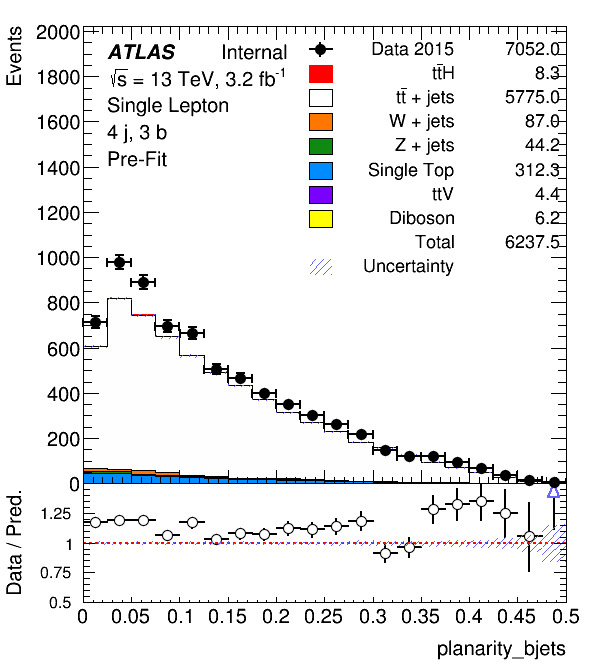 Events
2000
1800
1600
1400
1200
1000
800
600
400
200
0
ATLAS Internal
√s = 13 TeV, 3.2 fb⁻¹
Single Lepton
4 j, 3 b
Pre-Fit
Data 2015 7052.0
tt̄H 8.3
tt̄ + jets 5775.0
W + jets 87.0
Z + jets 44.2
Single Top 312.3
ttV 4.4
Diboson 6.2
Total 6237.5
Uncertainty
Data / Pred.
1.25
1
0.75
0.5
0 0.05 0.1 0.15 0.2 0.25 0.3 0.35 0.4 0.45 0.5
planarity_bjets